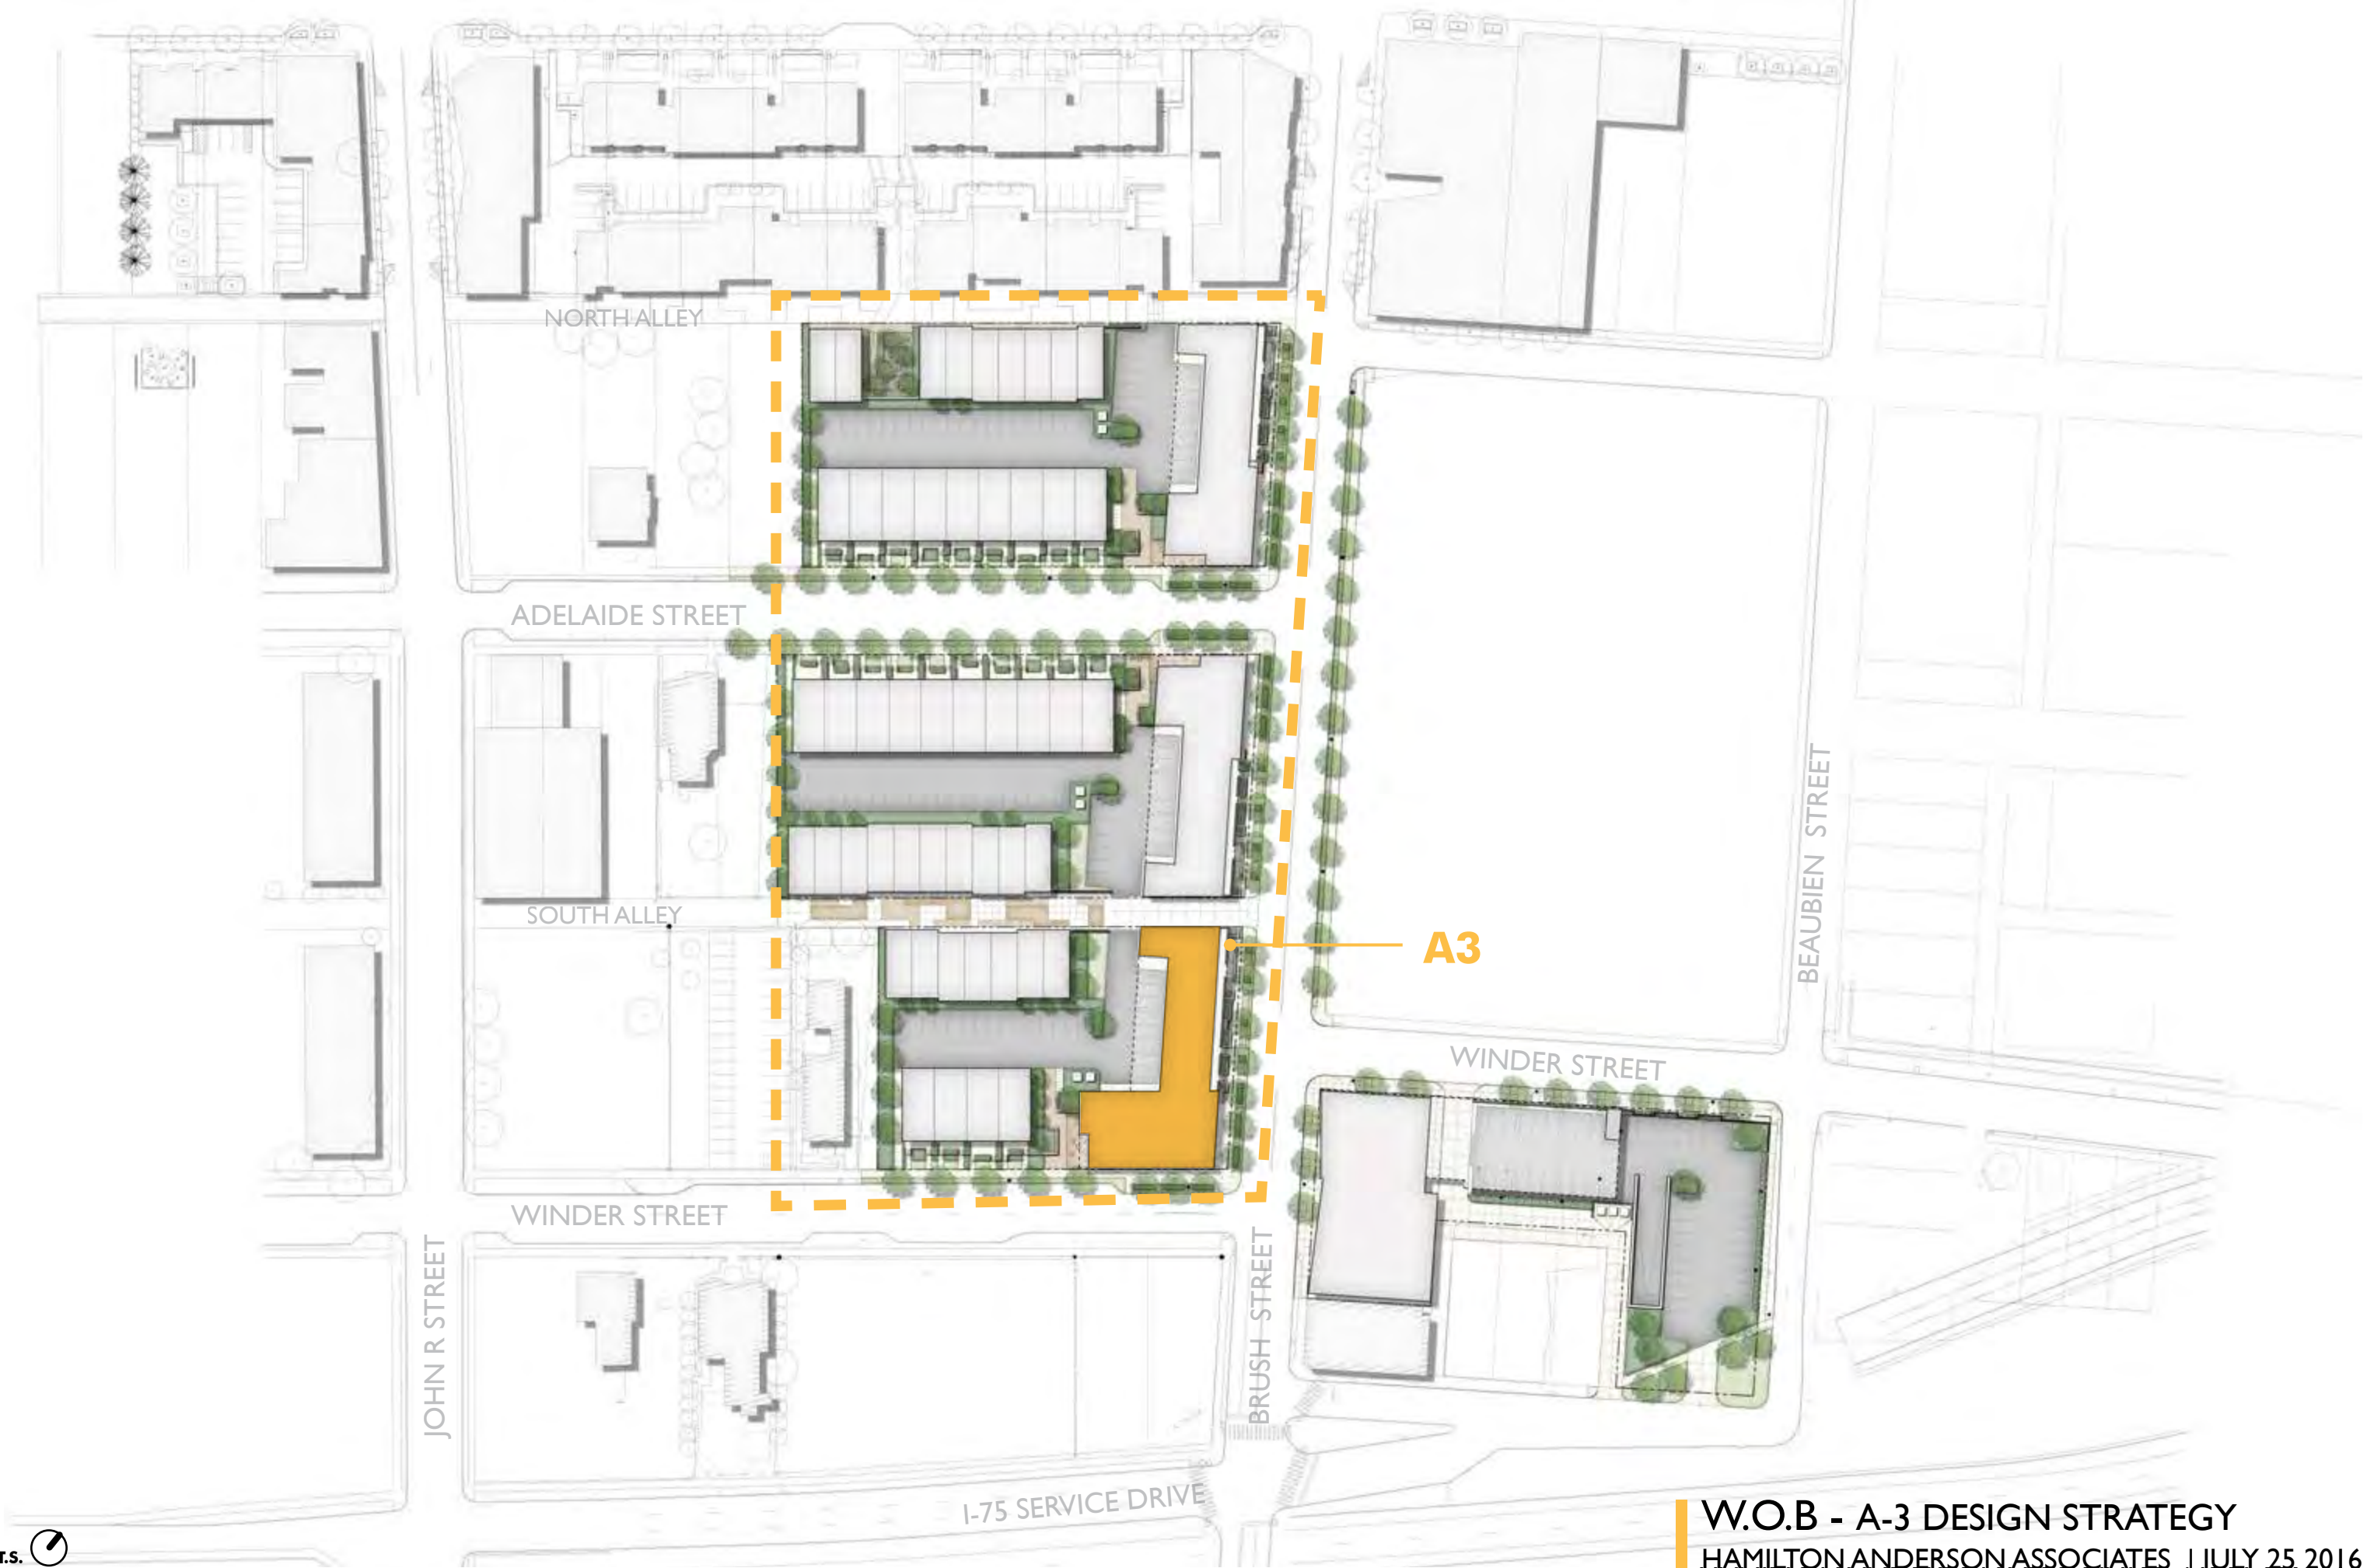 NORTH ALLEY
ADELAIDE STREET
SOUTH ALLEY
A3
BEAUBIEN STREET
WINDER STREET
WINDER STREET
JOHN R STREET
BRUSH STREET
I-75 SERVICE DRIVE
W.O.B - A-3 DESIGN STRATEGY
HAMILTON ANDERSON ASSOCIATES | JULY 25, 2016
T.S.